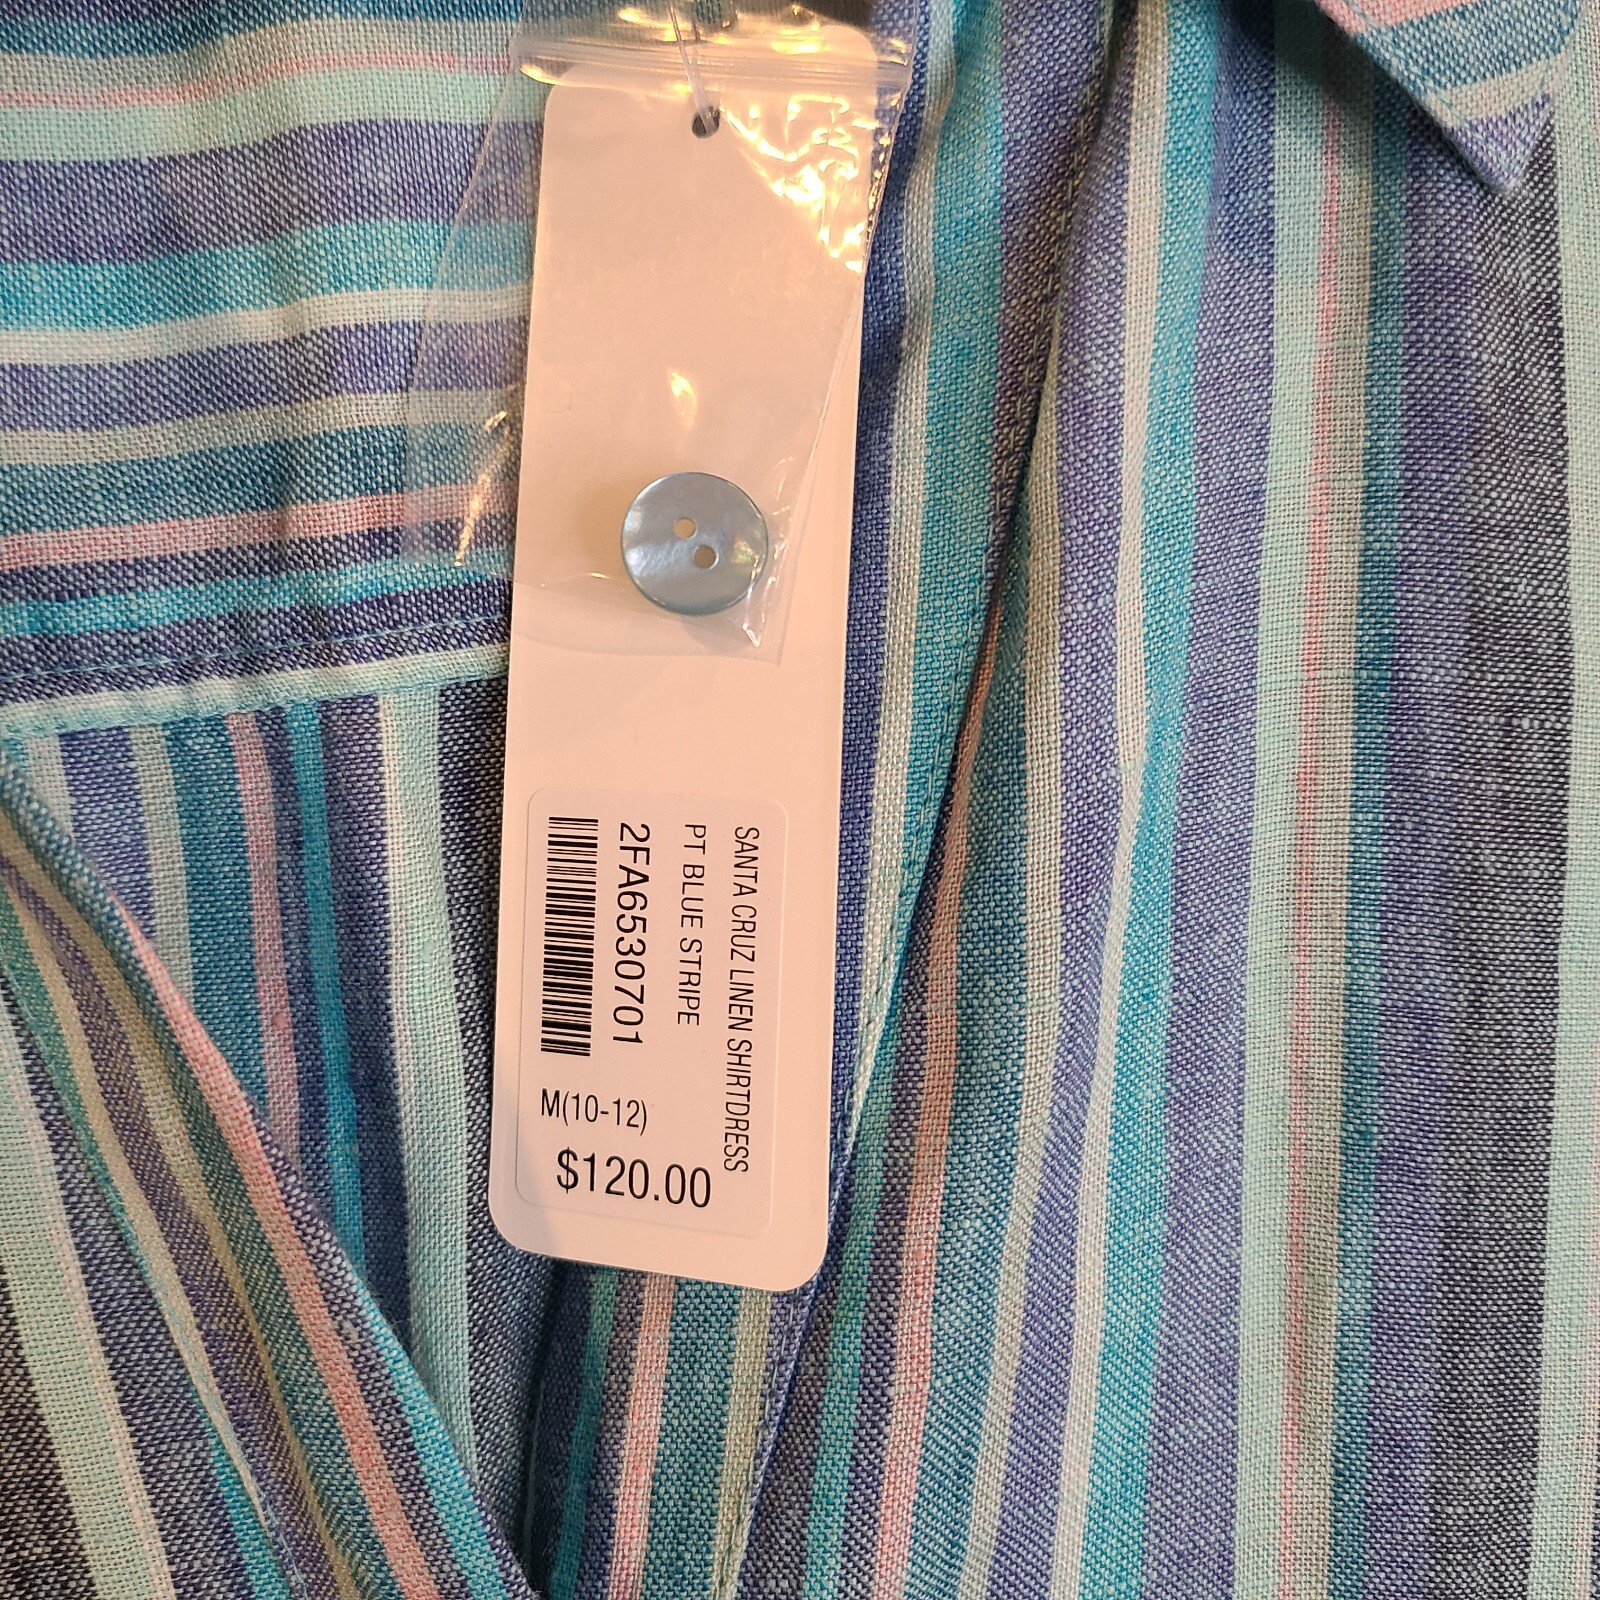 SANTA CRUZ LINEN SHIRTDRESS
PT BLUE STRIPE
2FA6530701
M(10-12)
$120.00